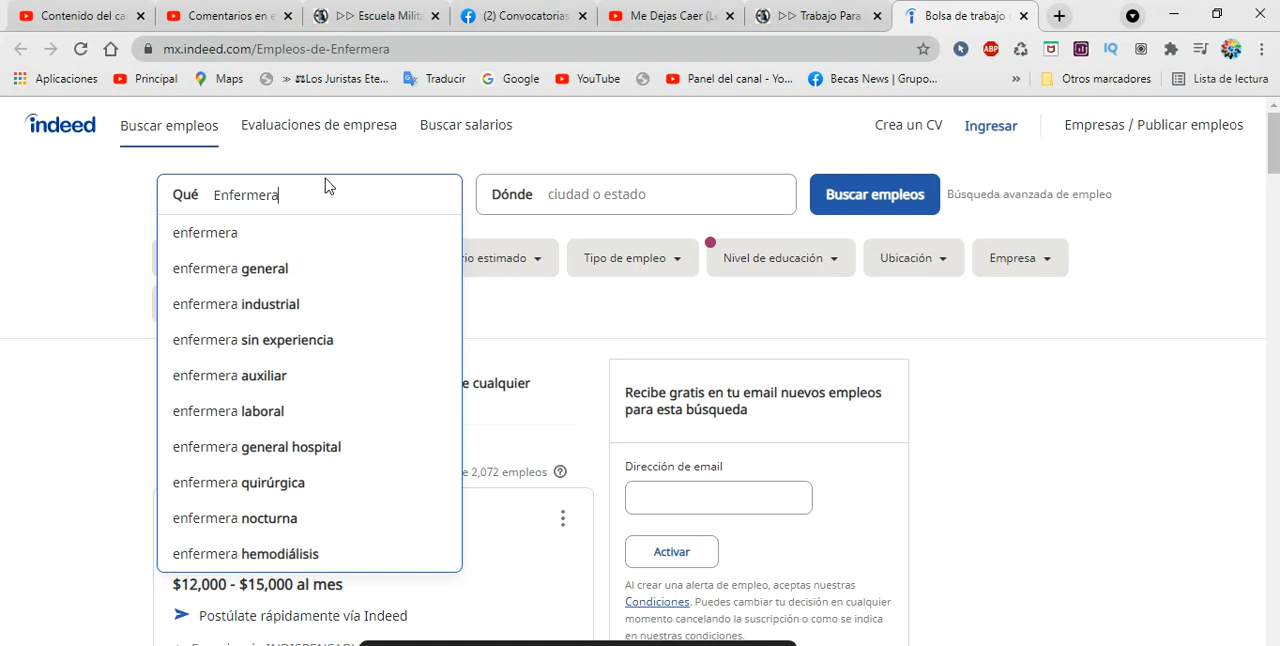 Contenido del ca
Comentarios en e
>> Escuela Milita
(2) Convocatorias
Me Dejas Caer (Le
>> Trabajo Para
Bolsa de trabajo
mx.indeed.com/Empleos-de-Enfermera
ABP
IQ
Aplicaciones
Principal
Maps
» ⚖Los Juristas Ete...
Traducir
Google
YouTube
Panel del canal - Yo...
Becas News | Grupo...
»
Otros marcadores
Lista de lectura
indeed
Buscar empleos
Evaluaciones de empresa
Buscar salarios
Crea un CV
Ingresar
Empresas / Publicar empleos
Qué Enfermera
Dónde ciudad o estado
Buscar empleos
Búsqueda avanzada de empleo
enfermera
enfermera general
enfermera industrial
enfermera sin experiencia
enfermera auxiliar
enfermera laboral
enfermera general hospital
enfermera quirúrgica
enfermera nocturna
enfermera hemodiálisis
rio estimado
Tipo de empleo
Nivel de educación
Ubicación
Empresa
e cualquier
e 2,072 empleos
$12,000 - $15,000 al mes
Postúlate rápidamente vía Indeed
Recibe gratis en tu email nuevos empleos
para esta búsqueda
Dirección de email
Activar
Al crear una alerta de empleo, aceptas nuestras
Condiciones. Puedes cambiar tu decisión en cualquier
momento cancelando la suscripción o como se indica
en nuestras condiciones.